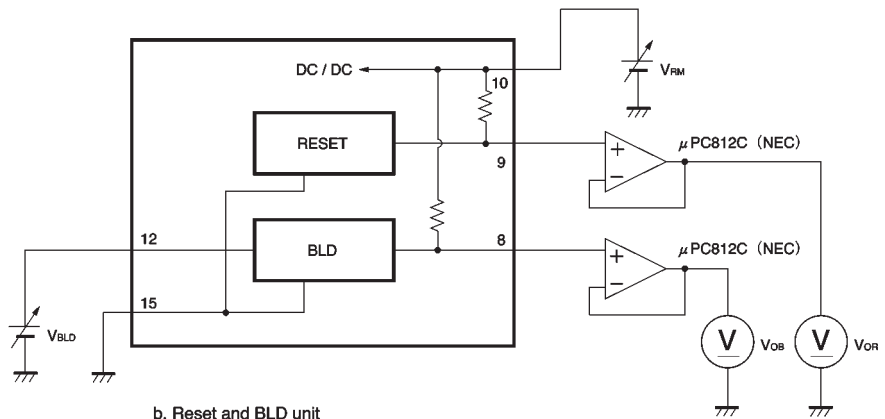 DC / DC
10
VRM
RESET
9
μPC812C (NEC)
+
−
12
BLD
8
μPC812C (NEC)
+
−
15
VBLD
V
VOB
V
VOR
b. Reset and BLD unit